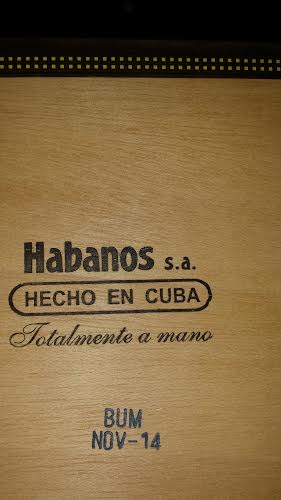 Habanos s.a.
HECHO EN CUBA
Totalmente a mano
BUM
NOV-14